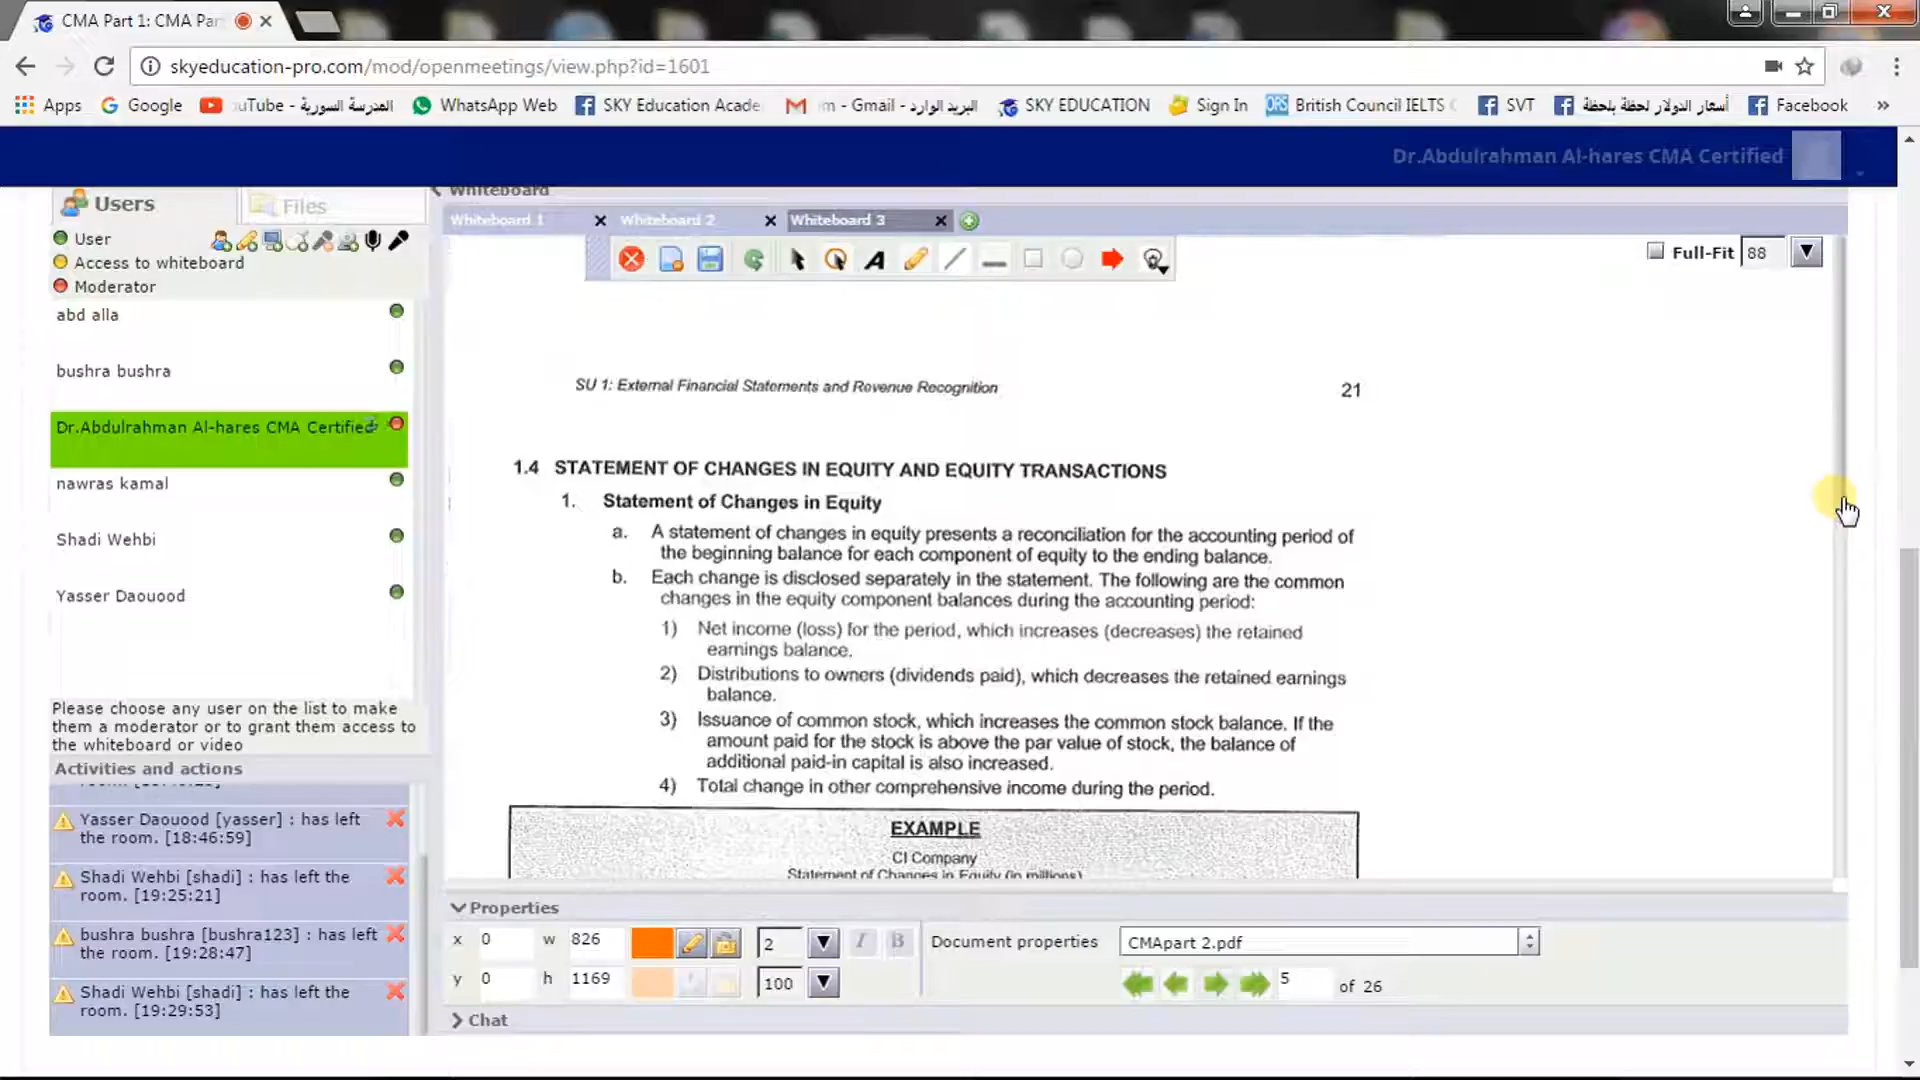 CMA Part 1: CMA Par
skyeducation-pro.com/mod/openmeetings/view.php?id=1601
Apps
Google
uTube - المدرسة السورية
WhatsApp Web
SKY Education Acade
m - Gmail - البريد الوارد
SKY EDUCATION
Sign In
British Council IELTS
SVT
أسعار الدولار لحظة بلحظة
Facebook
»
Dr.Abdulrahman Al-hares CMA Certified
Users
Files
User
Access to whiteboard
Moderator
abd alla
bushra bushra
Dr.Abdulrahman Al-hares CMA Certified
nawras kamal
Shadi Wehbi
Yasser Daouood
Please choose any user on the list to make
them a moderator or to grant them access to
the whiteboard or video
Activities and actions
Yasser Daouood [yasser] : has left
the room. [18:46:59]
Shadi Wehbi [shadi] : has left the
room. [19:25:21]
bushra bushra [bushra123] : has left
the room. [19:28:47]
Shadi Wehbi [shadi] : has left the
room. [19:29:53]
Whiteboard
Whiteboard 1
Whiteboard 2
Whiteboard 3
Full-Fit 88
SU 1: External Financial Statements and Revenue Recognition 21
1.4 STATEMENT OF CHANGES IN EQUITY AND EQUITY TRANSACTIONS
1. Statement of Changes in Equity
a. A statement of changes in equity presents a reconciliation for the accounting period of
the beginning balance for each component of equity to the ending balance.
b. Each change is disclosed separately in the statement. The following are the common
changes in the equity component balances during the accounting period:
1) Net income (loss) for the period, which increases (decreases) the retained
earnings balance.
2) Distributions to owners (dividends paid), which decreases the retained earnings
balance.
3) Issuance of common stock, which increases the common stock balance. If the
amount paid for the stock is above the par value of stock, the balance of
additional paid-in capital is also increased.
4) Total change in other comprehensive income during the period.
EXAMPLE
CI Company
Statement of Changes in Equity (in millions)
Properties
x 0 w 826 2 I B Document properties CMApart 2.pdf
y 0 h 1169 100 5 of 26
Chat